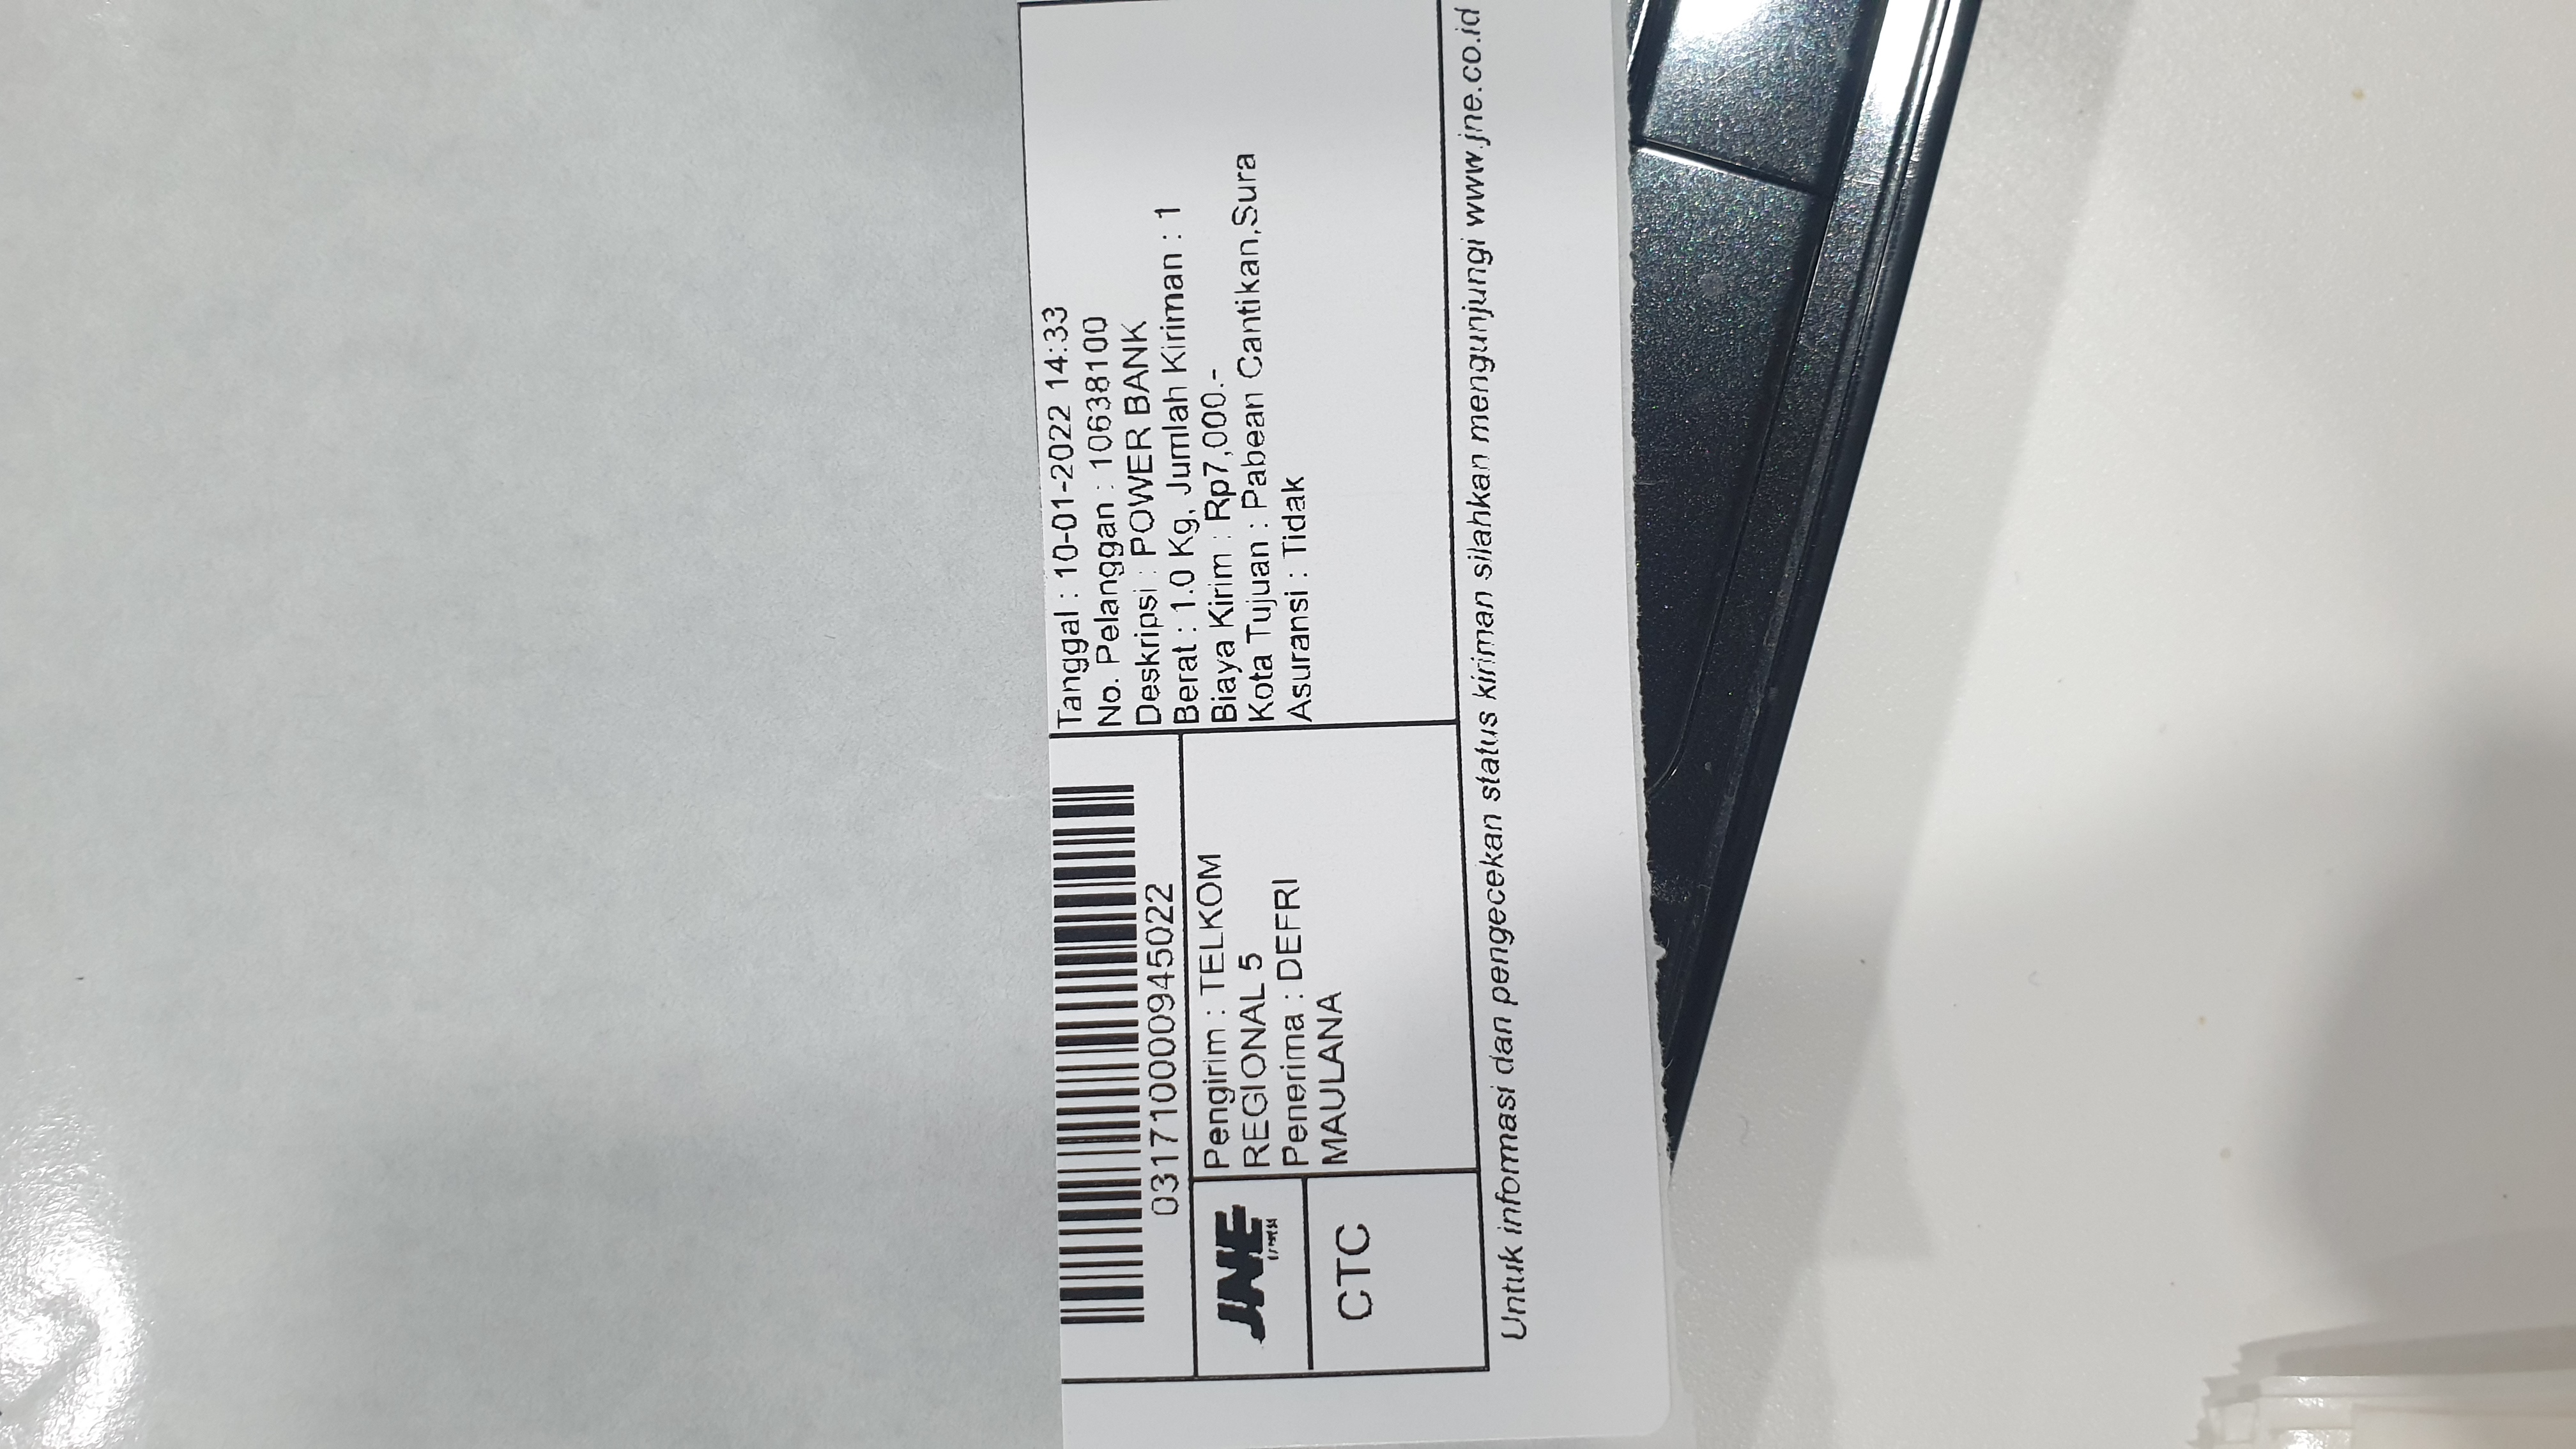 031710000945022
JNE
CTC
Pengirim : TELKOM
REGIONAL 5
Penerima : DEFRI
MAULANA
Tanggal : 10-01-2022 14:33
No. Pelanggan : 10638100
Deskripsi : POWER BANK
Berat : 1.0 Kg, Jumlah Kiriman : 1
Biaya Kirim : Rp7,000.-
Kota Tujuan : Pabean Cantikan,Sura
Asuransi : Tidak
Untuk informasi dan pengecekan status kiriman silahkan mengunjungi www.jne.co.id